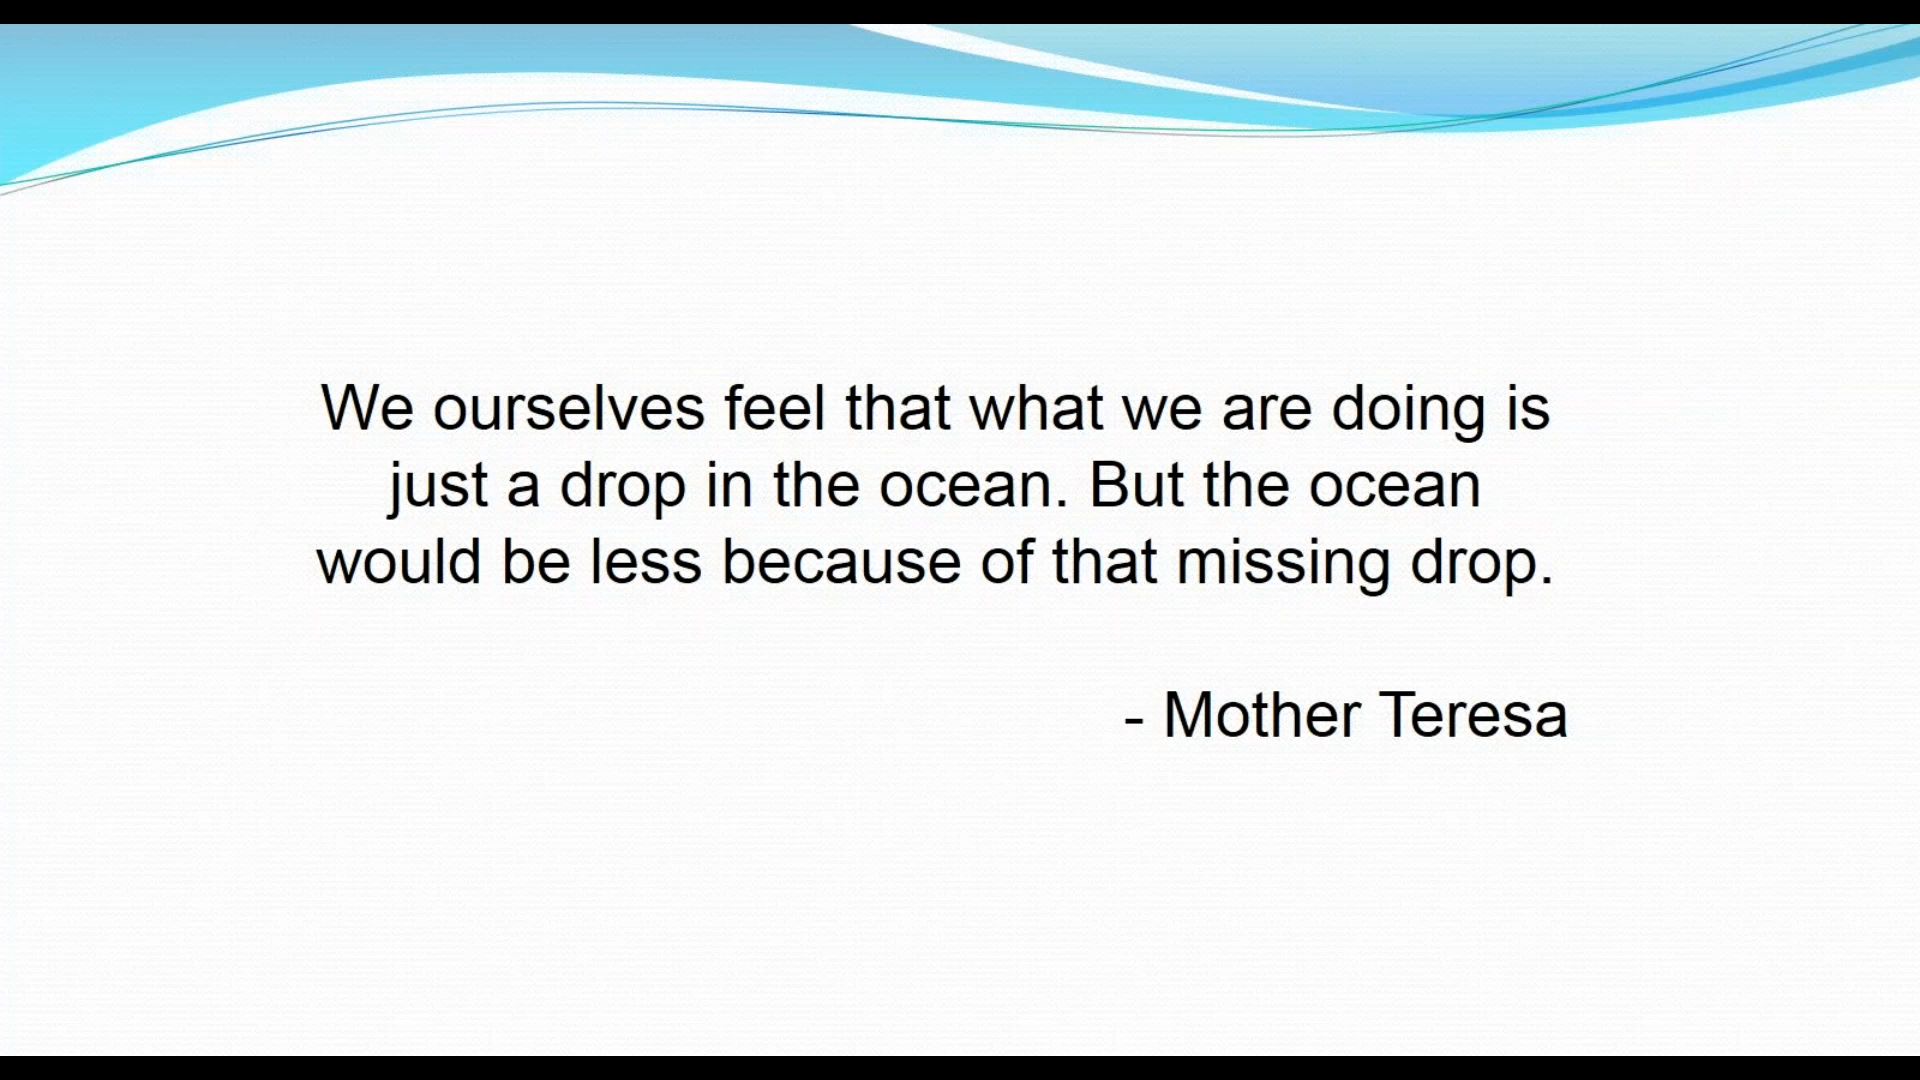 We ourselves feel that what we are doing is
just a drop in the ocean. But the ocean
would be less because of that missing drop.
- Mother Teresa